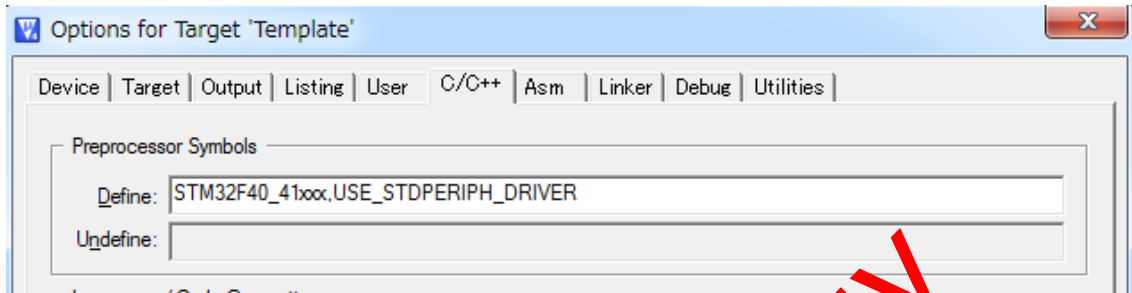 Options for Target 'Template'
Device Target Output Listing User C/C++ Asm Linker Debug Utilities
Preprocessor Symbols
Define: STM32F40_41xxx,USE_STDPERIPH_DRIVER
Undefine: